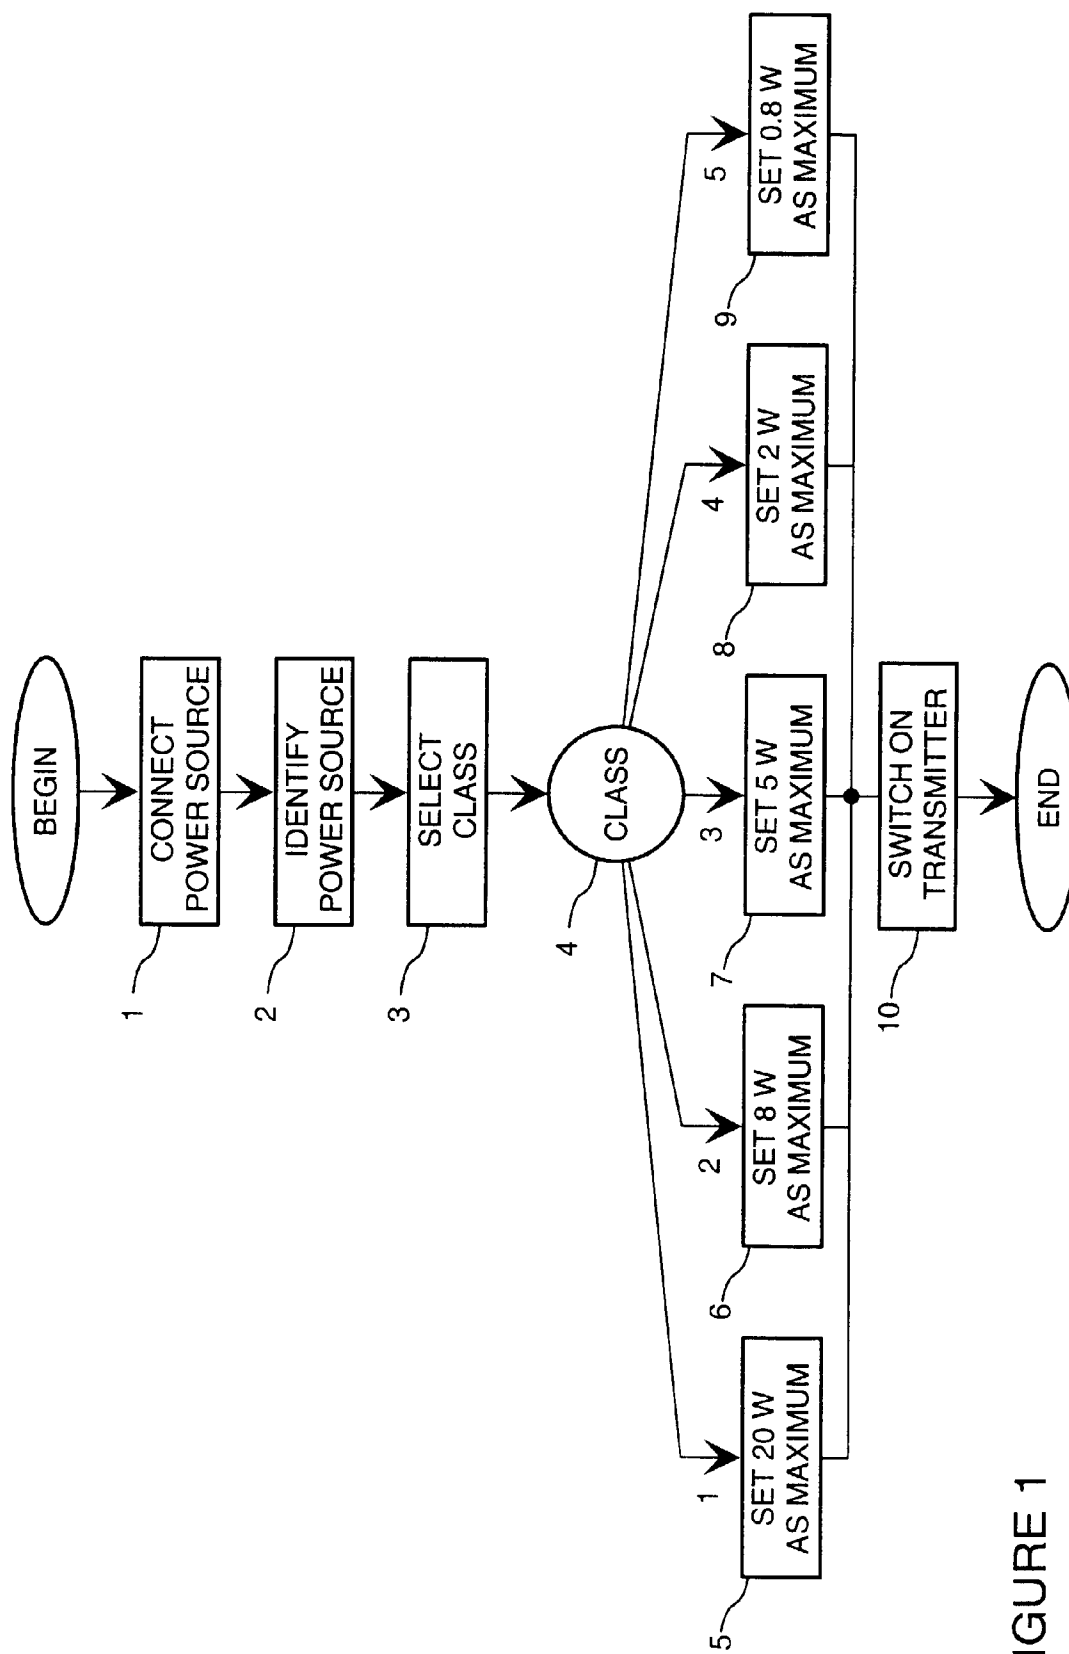 BEGIN
CONNECT
POWER SOURCE
1
IDENTIFY
POWER SOURCE
2
SELECT
CLASS
3
CLASS
4
1
2
3
4
5
SET 20 W
AS MAXIMUM
5
SET 8 W
AS MAXIMUM
6
SET 5 W
AS MAXIMUM
7
SET 2 W
AS MAXIMUM
8
SET 0.8 W
AS MAXIMUM
9
SWITCH ON
TRANSMITTER
10
END
IGURE 1